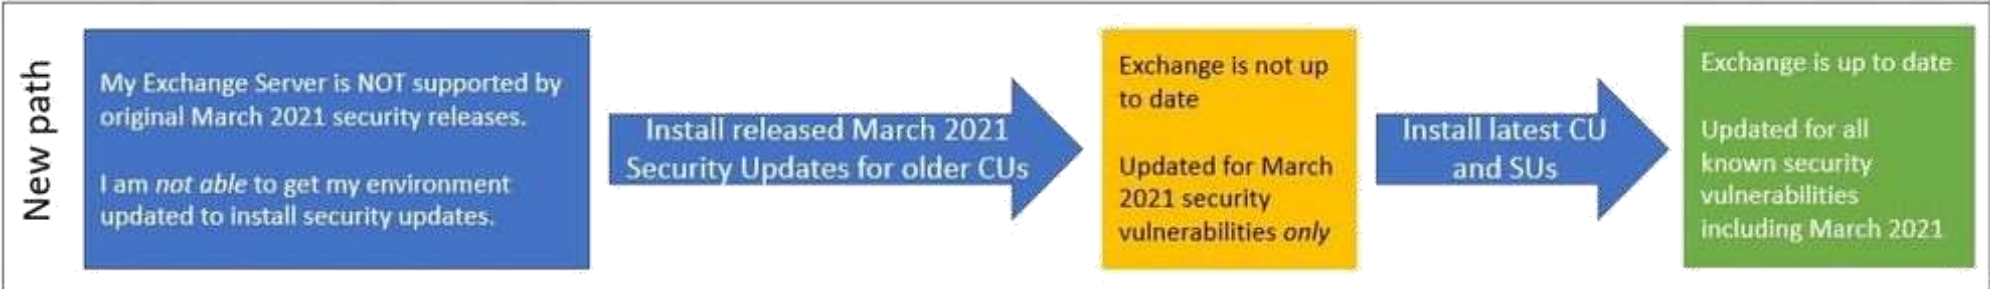 New path
My Exchange Server is NOT supported by
original March 2021 security releases.
I am not able to get my environment
updated to install security updates.
Install released March 2021
Security Updates for older CUs
Exchange is not up
to date
Updated for March
2021 security
vulnerabilities only
Install latest CU
and SUs
Exchange is up to date
Updated for all
known security
vulnerabilities
including March 2021